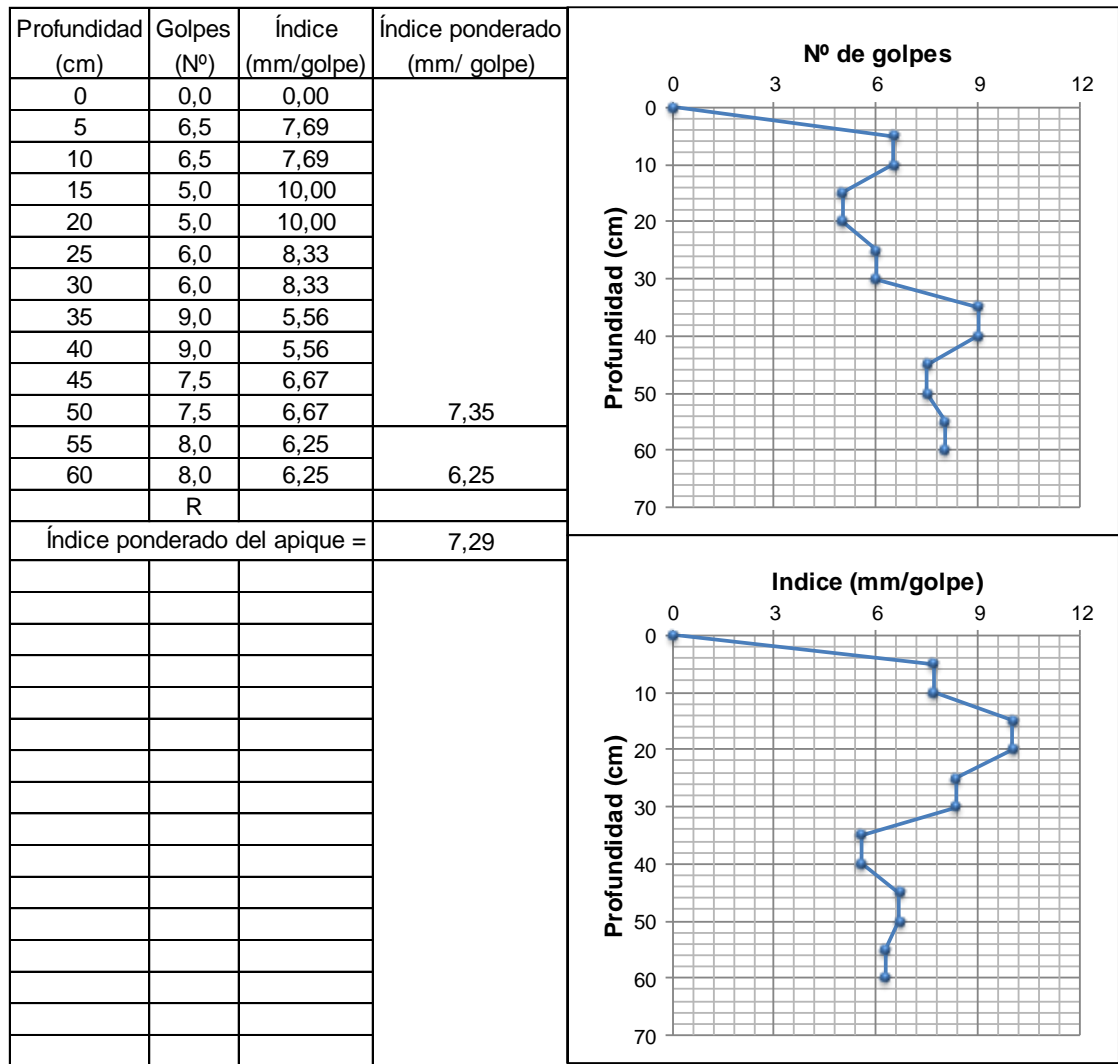 Profundidad Golpes Índice Índice ponderado
(cm) (Nº) (mm/golpe) (mm/ golpe)
0 0,0 0,00
5 6,5 7,69
10 6,5 7,69
15 5,0 10,00
20 5,0 10,00
25 6,0 8,33
30 6,0 8,33
35 9,0 5,56
40 9,0 5,56
45 7,5 6,67
50 7,5 6,67 7,35
55 8,0 6,25
60 8,0 6,25 6,25
R
Índice ponderado del apique = 7,29
Nº de golpes
0 3 6 9 12
0
10
20
30
40
50
60
70
Profundidad (cm)
Indice (mm/golpe)
0 3 6 9 12
0
10
20
30
40
50
60
70
Profundidad (cm)